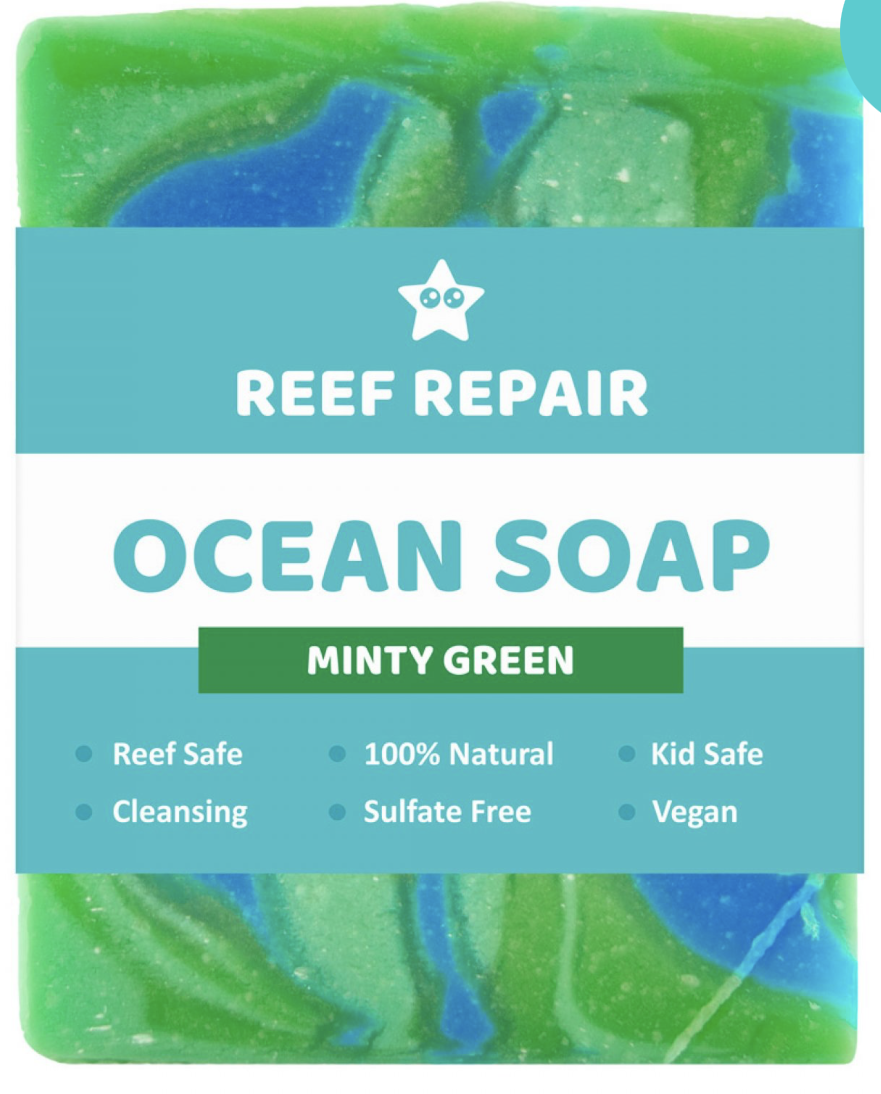 REEF REPAIR
OCEAN SOAP
MINTY GREEN
Reef Safe
100% Natural
Kid Safe
Cleansing
Sulfate Free
Vegan